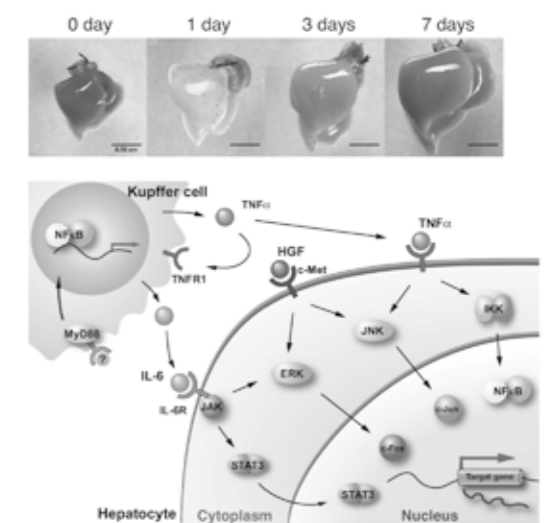 0 day 1 day 3 days 7 days
Kupffer cell
TNFα
NFκB
TNFα
HGF
c-Met
TNFR1
IKK
MyD88
JNK
?
IL-6
ERK
NFκB
IL-6R JAK
c-Jun
c-Fos
STAT3
Target gene
STAT3
Hepatocyte Cytoplasm Nucleus